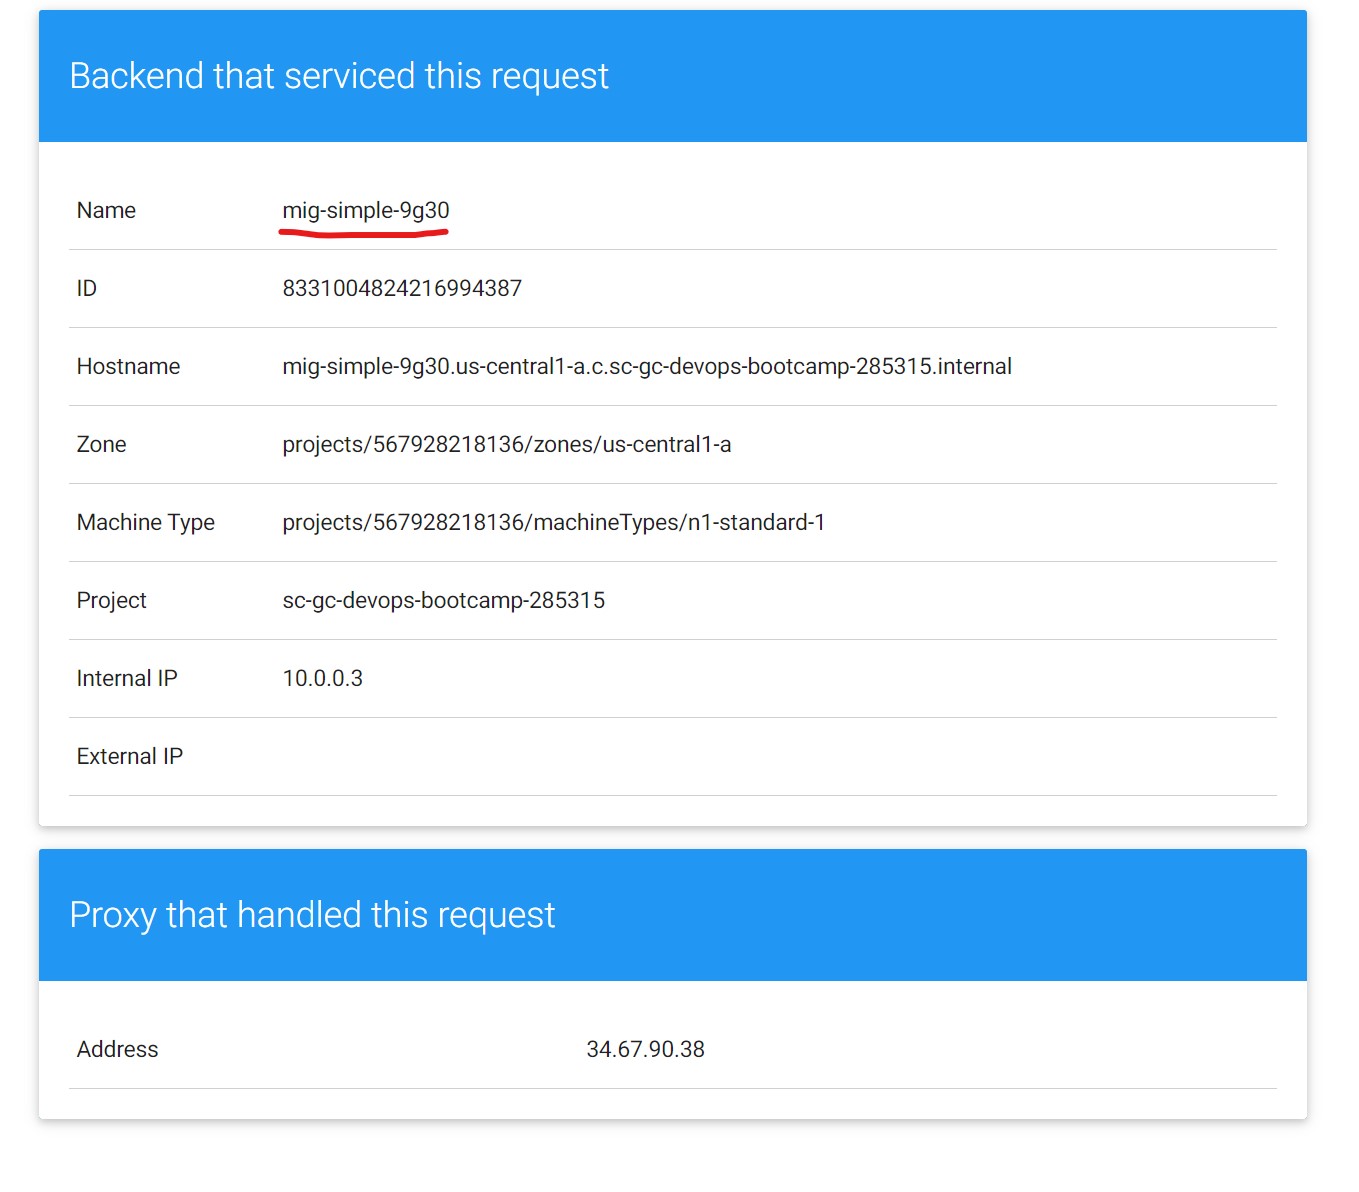 Backend that serviced this request
Name mig-simple-9g30
ID 8331004824216994387
Hostname mig-simple-9g30.us-central1-a.c.sc-gc-devops-bootcamp-285315.internal
Zone projects/567928218136/zones/us-central1-a
Machine Type projects/567928218136/machineTypes/n1-standard-1
Project sc-gc-devops-bootcamp-285315
Internal IP 10.0.0.3
External IP
Proxy that handled this request
Address 34.67.90.38